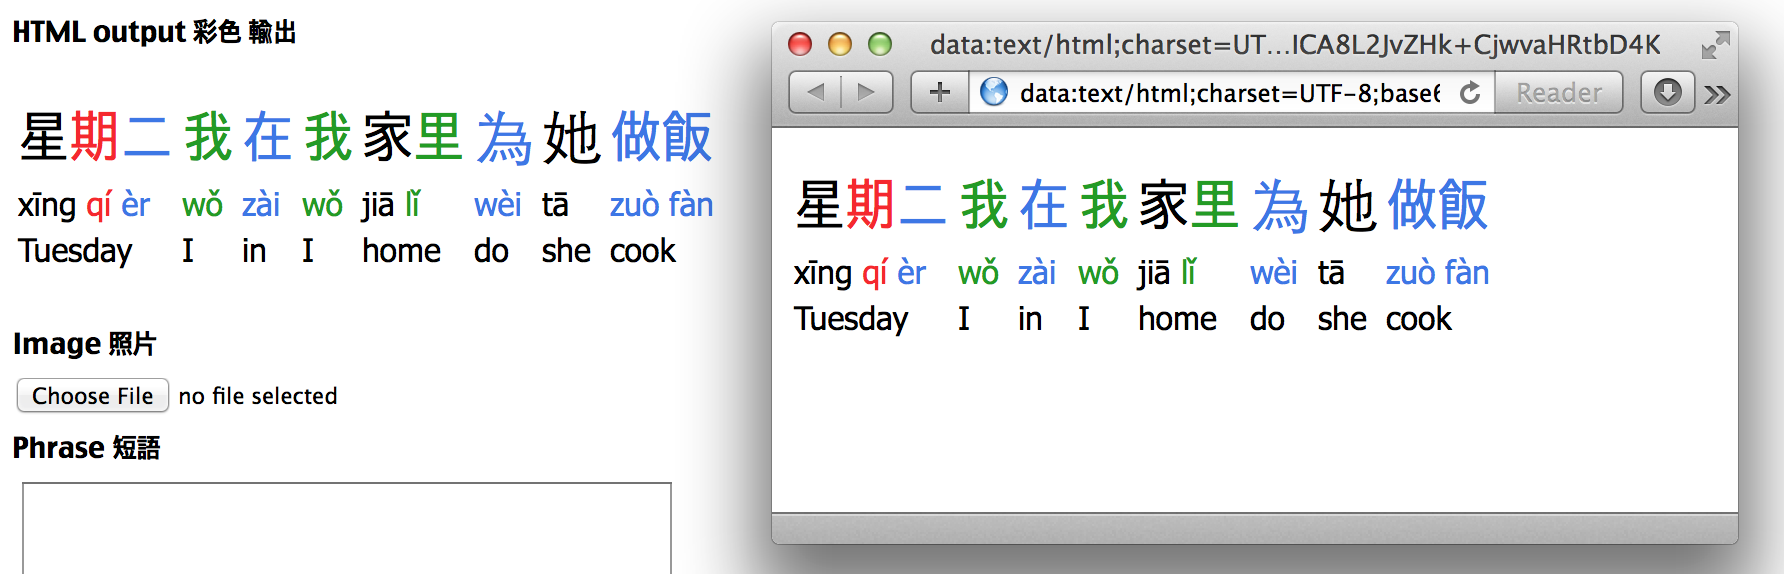 HTML output 彩色 輸出
星期二 我 在 我 家里 為 她 做飯
xīng qí èr wǒ zài wǒ jiā lǐ wèi tā zuò fàn
Tuesday I in I home do she cook
Image 照片
Choose File no file selected
Phrase 短語
data:text/html;charset=UT...ICA8L2JvZHk+CjwvaHRtbD4K
data:text/html;charset=UTF-8;base6
Reader
星期二 我 在 我 家里 為 她 做飯
xīng qí èr wǒ zài wǒ jiā lǐ wèi tā zuò fàn
Tuesday I in I home do she cook